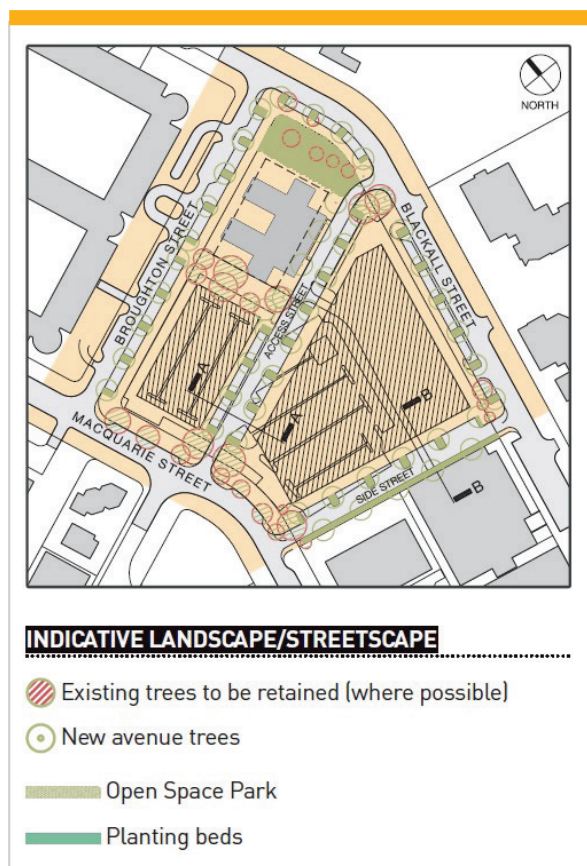 NORTH
BROUGHTON STREET
BLACKALL STREET
ACCESS STREET
A
A
B
B
MACQUARIE STREET
SIDE STREET
INDICATIVE LANDSCAPE/STREETSCAPE
Existing trees to be retained (where possible)
New avenue trees
Open Space Park
Planting beds